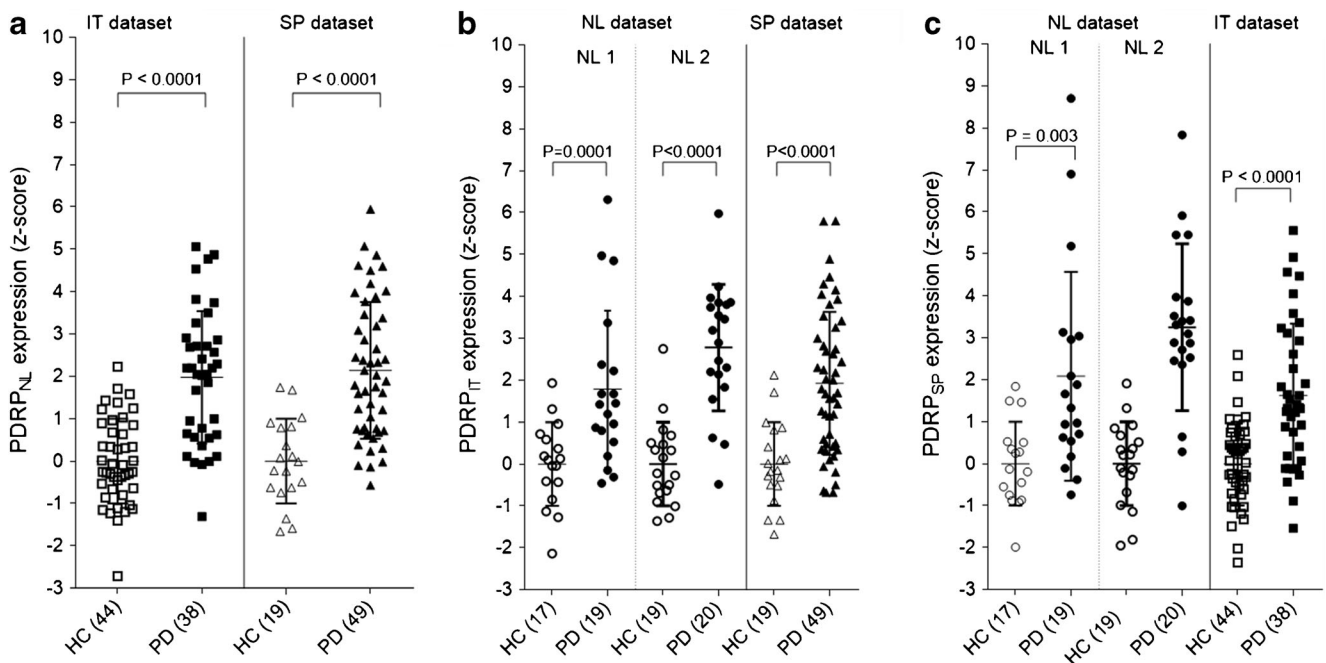 a
IT dataset
SP dataset
PDRP_NL expression (z-score)
10
9
8
7
6
5
4
3
2
1
0
-1
-2
-3
P < 0.0001
P < 0.0001
HC (44)
PD (38)
HC (19)
PD (49)
b
NL dataset
SP dataset
NL 1
NL 2
PDRP_IT expression (z-score)
10
9
8
7
6
5
4
3
2
1
0
-1
-2
-3
P=0.0001
P<0.0001
P<0.0001
HC (17)
PD (19)
HC (19)
PD (20)
HC (19)
PD (49)
c
NL dataset
IT dataset
NL 1
NL 2
PDRP_SP expression (z-score)
10
9
8
7
6
5
4
3
2
1
0
-1
-2
-3
P = 0.003
P < 0.0001
HC (17)
PD (19)
HC (19)
PD (20)
HC (44)
PD (38)